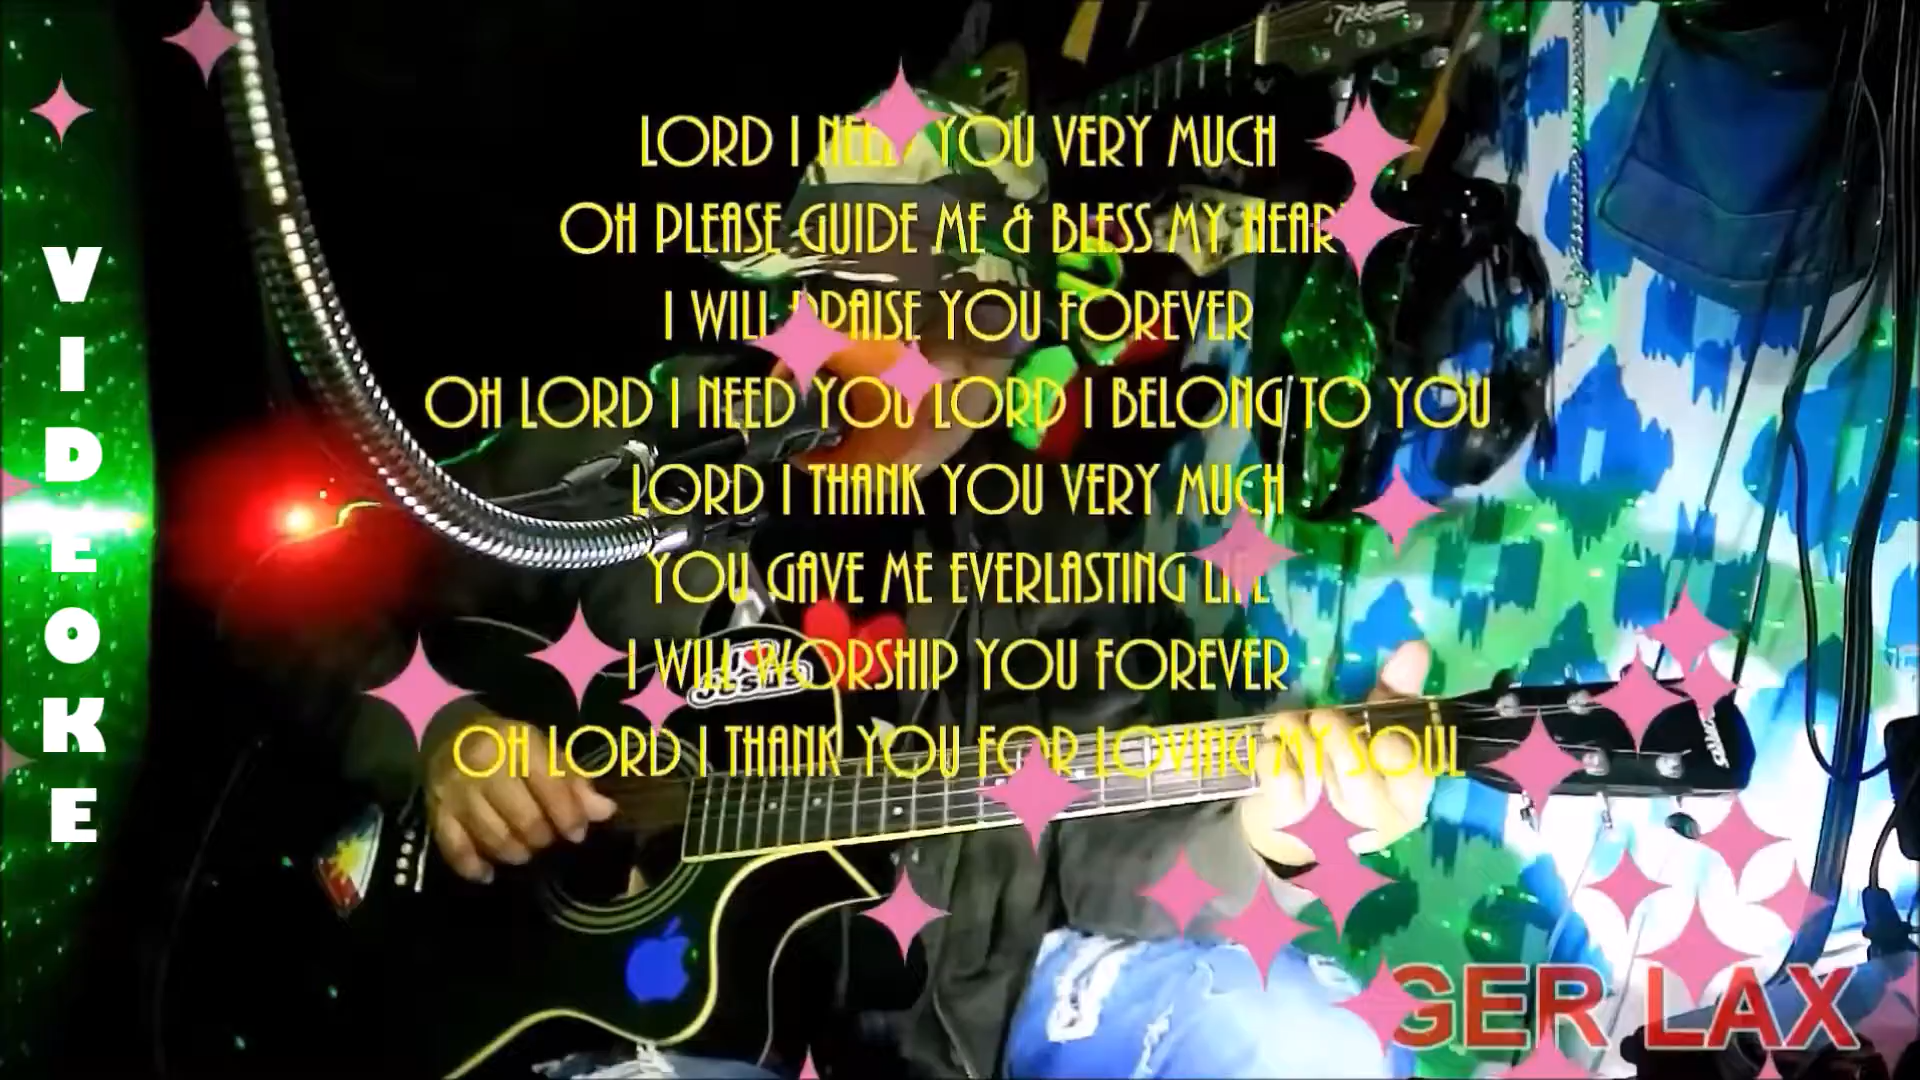 VIDEOKE
LORD I NEED YOU VERY MUCH
OH PLEASE GUIDE ME & BLESS MY HEART
I WILL PRAISE YOU FOREVER
OH LORD I NEED YOU LORD I BELONG TO YOU
LORD I THANK YOU VERY MUCH
YOU GAVE ME EVERLASTING LIFE
I WILL WORSHIP YOU FOREVER
OH LORD I THANK YOU FOR LOVING MY SOUL
JESUS
GER LAX